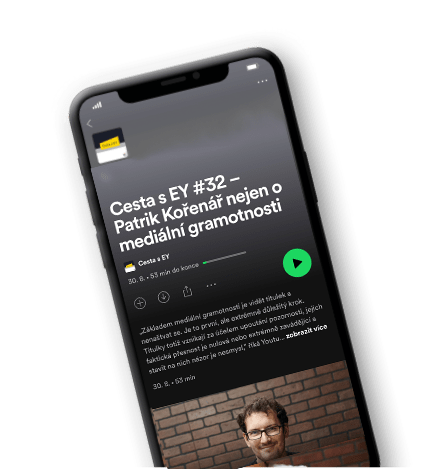 Cesta s EY #32 –
Patrik Kořenář nejen o
mediální gramotnosti
Cesta s EY
30. 8. • 53 min do konce
„Základem mediální gramotnosti je vidět titulek a
nenaštvat se. Je to první, ale extrémně důležitý krok.
Titulky totiž vznikají za účelem upoutání pozornosti, jejich
faktická přesnost je nulová nebo extrémně zavádějící a
stavit na nich názor je nesmysl,“ říká Youtu... zobrazit více
30. 8. • 53 min